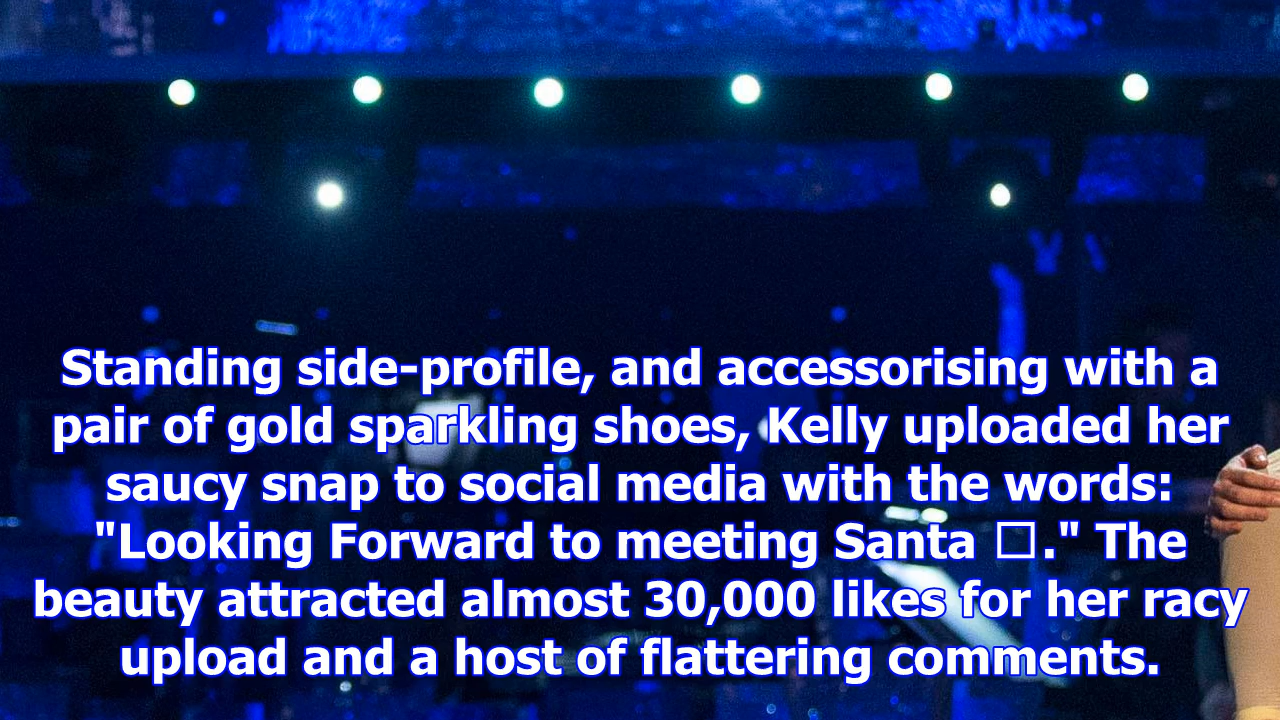 Standing side-profile, and accessorising with a
pair of gold sparkling shoes, Kelly uploaded her
saucy snap to social media with the words:
"Looking Forward to meeting Santa □." The
beauty attracted almost 30,000 likes for her racy
upload and a host of flattering comments.